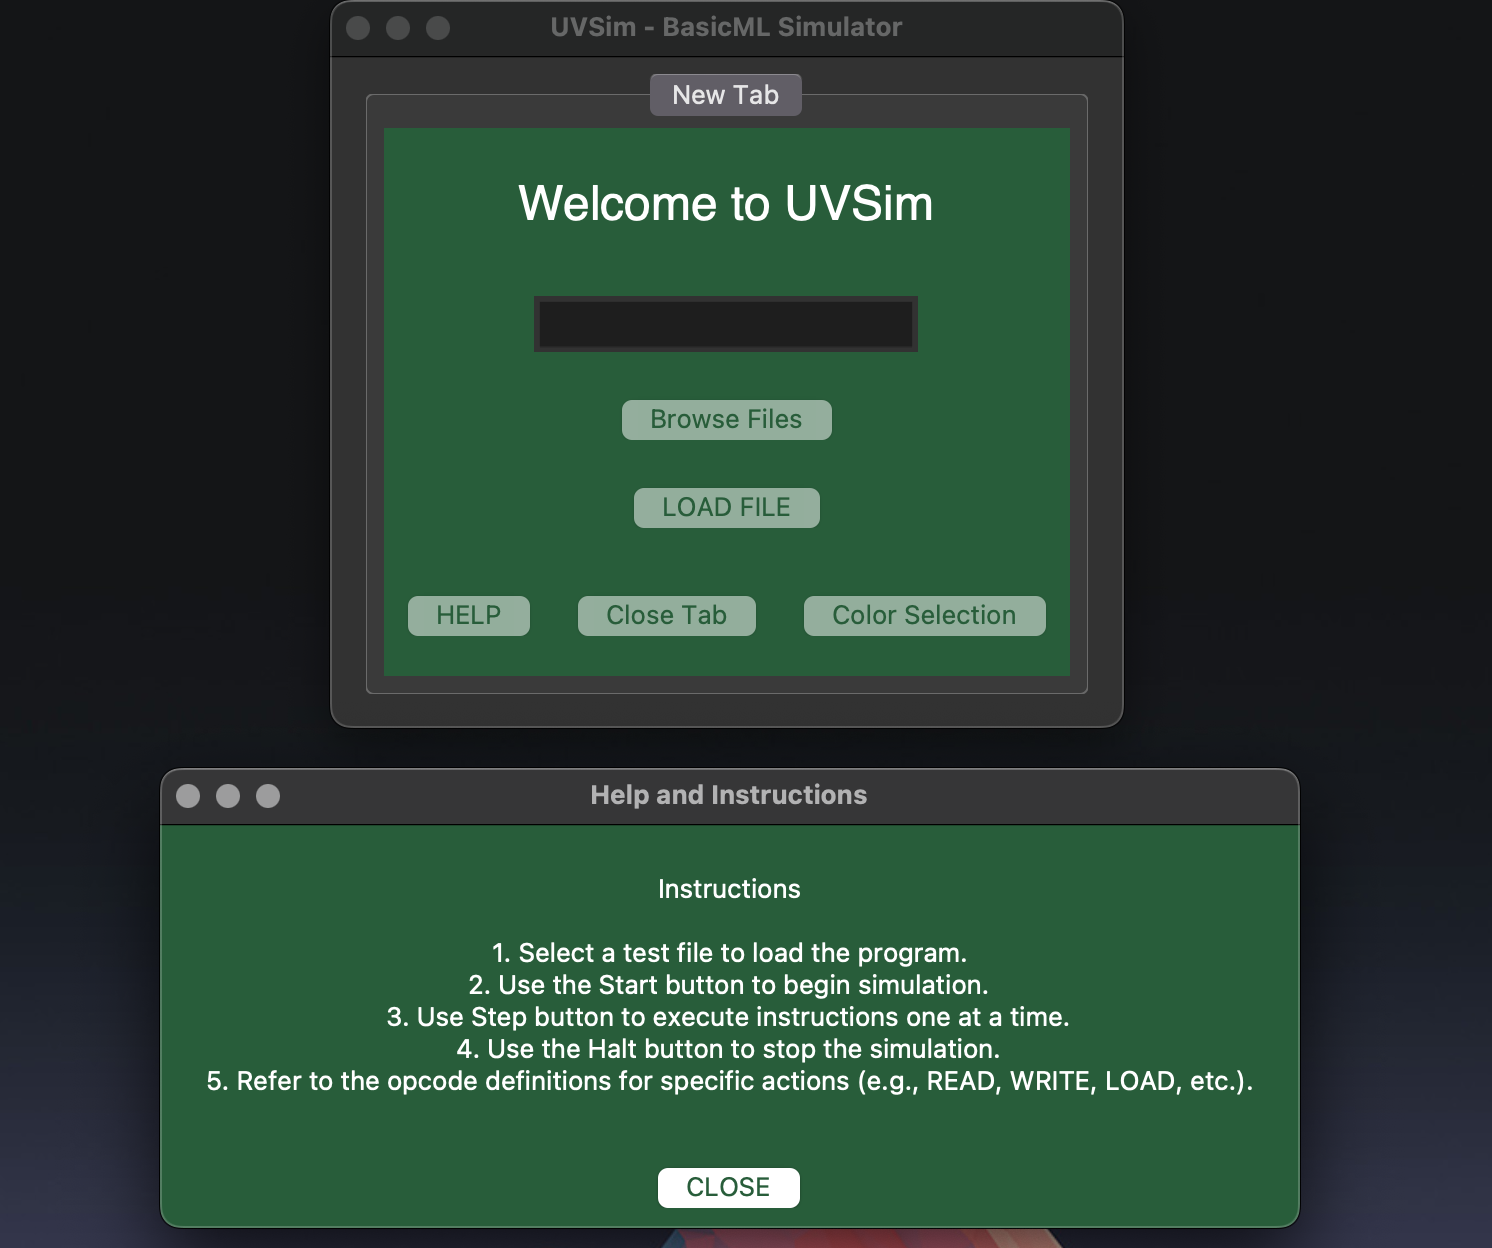 UVSim - BasicML Simulator
New Tab
Welcome to UVSim
Browse Files
LOAD FILE
HELP
Close Tab
Color Selection
Help and Instructions
Instructions
1. Select a test file to load the program.
2. Use the Start button to begin simulation.
3. Use Step button to execute instructions one at a time.
4. Use the Halt button to stop the simulation.
5. Refer to the opcode definitions for specific actions (e.g., READ, WRITE, LOAD, etc.).
CLOSE